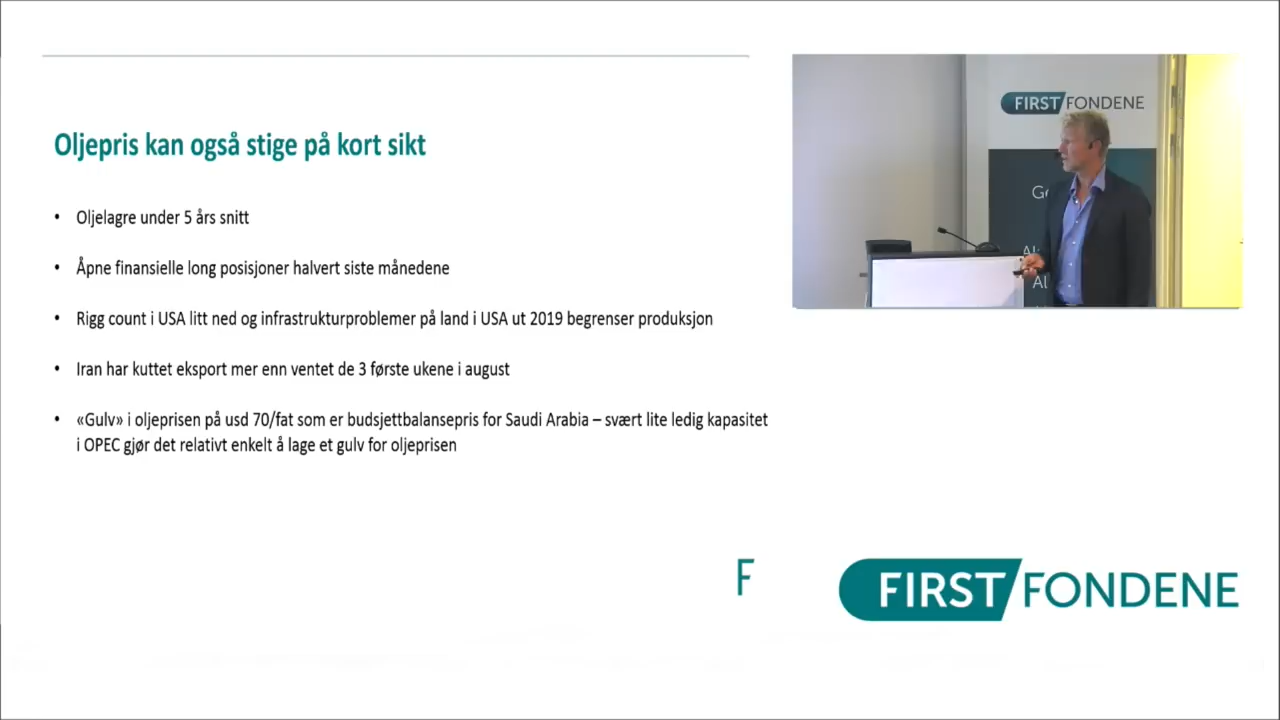 Oljepris kan også stige på kort sikt
• Oljelagre under 5 års snitt
• Åpne finansielle long posisjoner halvert siste månedene
• Rigg count i USA litt ned og infrastrukturproblemer på land i USA ut 2019 begrenser produksjon
• Iran har kuttet eksport mer enn ventet de 3 første ukene i august
• «Gulv» i oljeprisen på usd 70/fat som er budsjettbalansepris for Saudi Arabia – svært lite ledig kapasitet
i OPEC gjør det relativt enkelt å lage et gulv for oljeprisen
FIRST FONDENE
F
FIRST FONDENE